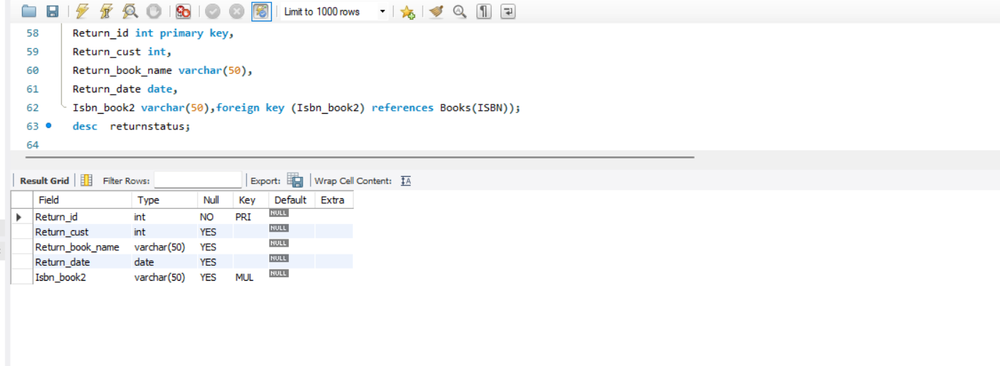 Limit to 1000 rows
58 Return_id int primary key,
59 Return_cust int,
60 Return_book_name varchar(50),
61 Return_date date,
62 Isbn_book2 varchar(50),foreign key (Isbn_book2) references Books(ISBN));
63 desc  returnstatus;
64
Result Grid Filter Rows: Export: Wrap Cell Content: IA
Field Type Null Key Default Extra
Return_id int NO PRI NULL
Return_cust int YES NULL
Return_book_name varchar(50) YES NULL
Return_date date YES NULL
Isbn_book2 varchar(50) YES MUL NULL